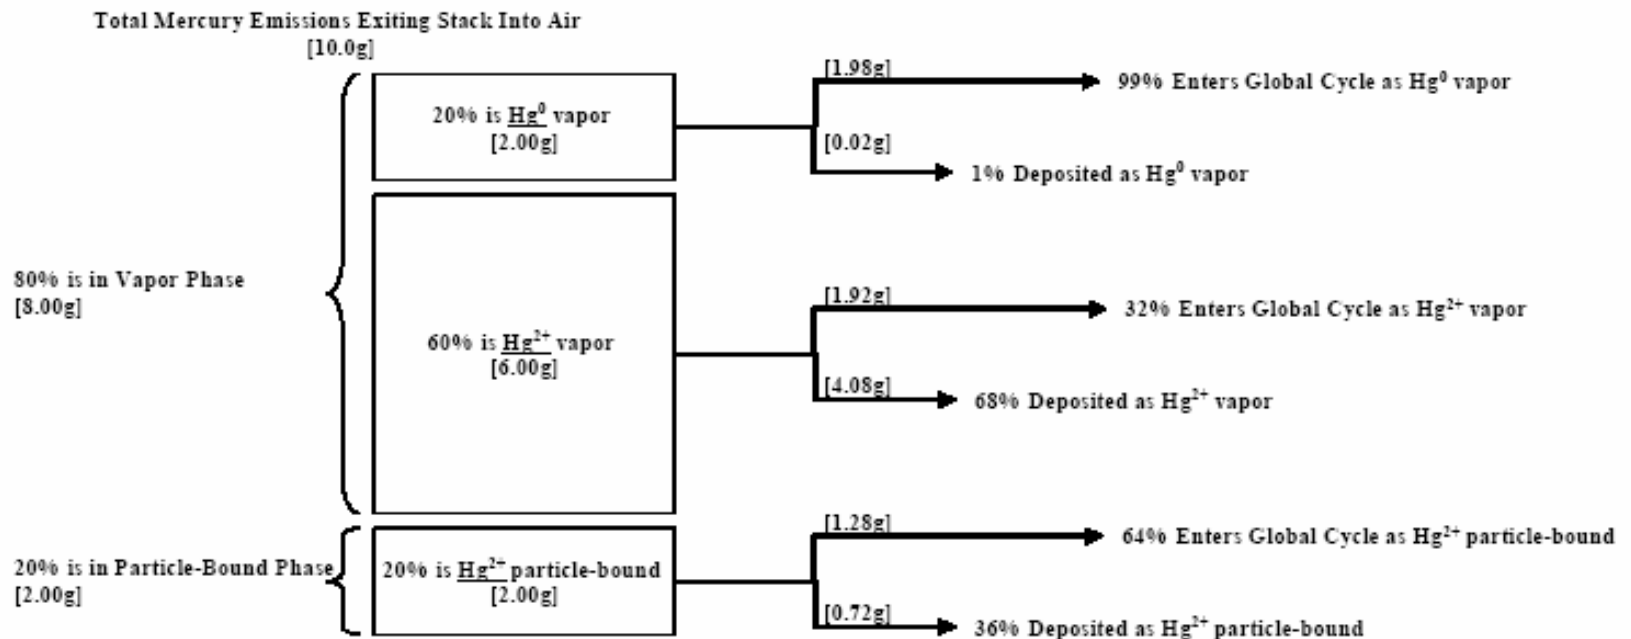 Total Mercury Emissions Exiting Stack Into Air
[10.0g]
80% is in Vapor Phase
[8.00g]
20% is Hg⁰ vapor
[2.00g]
[1.98g]
99% Enters Global Cycle as Hg⁰ vapor
[0.02g]
1% Deposited as Hg⁰ vapor
60% is Hg²⁺ vapor
[6.00g]
[1.92g]
32% Enters Global Cycle as Hg²⁺ vapor
[4.08g]
68% Deposited as Hg²⁺ vapor
20% is in Particle-Bound Phase
[2.00g]
20% is Hg²⁺ particle-bound
[2.00g]
[1.28g]
64% Enters Global Cycle as Hg²⁺ particle-bound
[0.72g]
36% Deposited as Hg²⁺ particle-bound